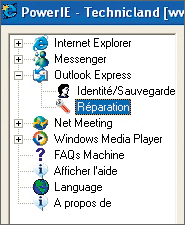 PowerIE - Technicland [ww
Internet Explorer
Messenger
Outlook Express
Identité/Sauvegarde
Réparation
Net Meeting
Windows Media Player
FAQs Machine
Afficher l'aide
Language
A propos de